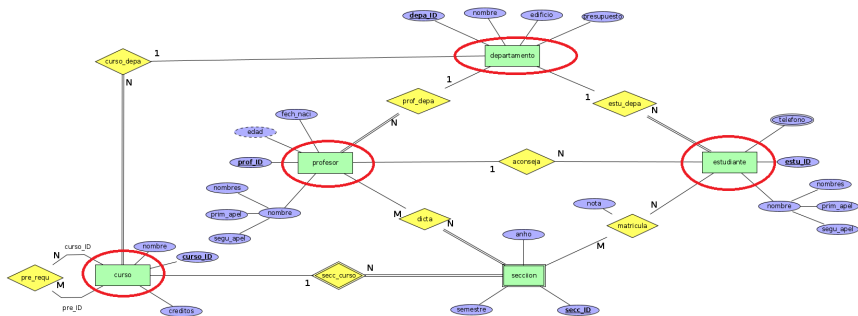 depa_ID
nombre
edificio
presupuesto
curso_depa
1
departamento
N
1
1
prof_depa
estu_depa
N
N
fech_naci
telefono
edad
prof_ID
profesor
aconseja
N
1
estudiante
estu_ID
nombres
nombres
nota
prim_apel
nombre
M
dicta
N
N
nombre
prim_apel
matricula
segu_apel
segu_apel
M
anho
curso_ID
nombre
N
curso_ID
pre_requ
M
curso
secc_curso
N
1
secciion
pre_ID
creditos
semestre
secc_ID